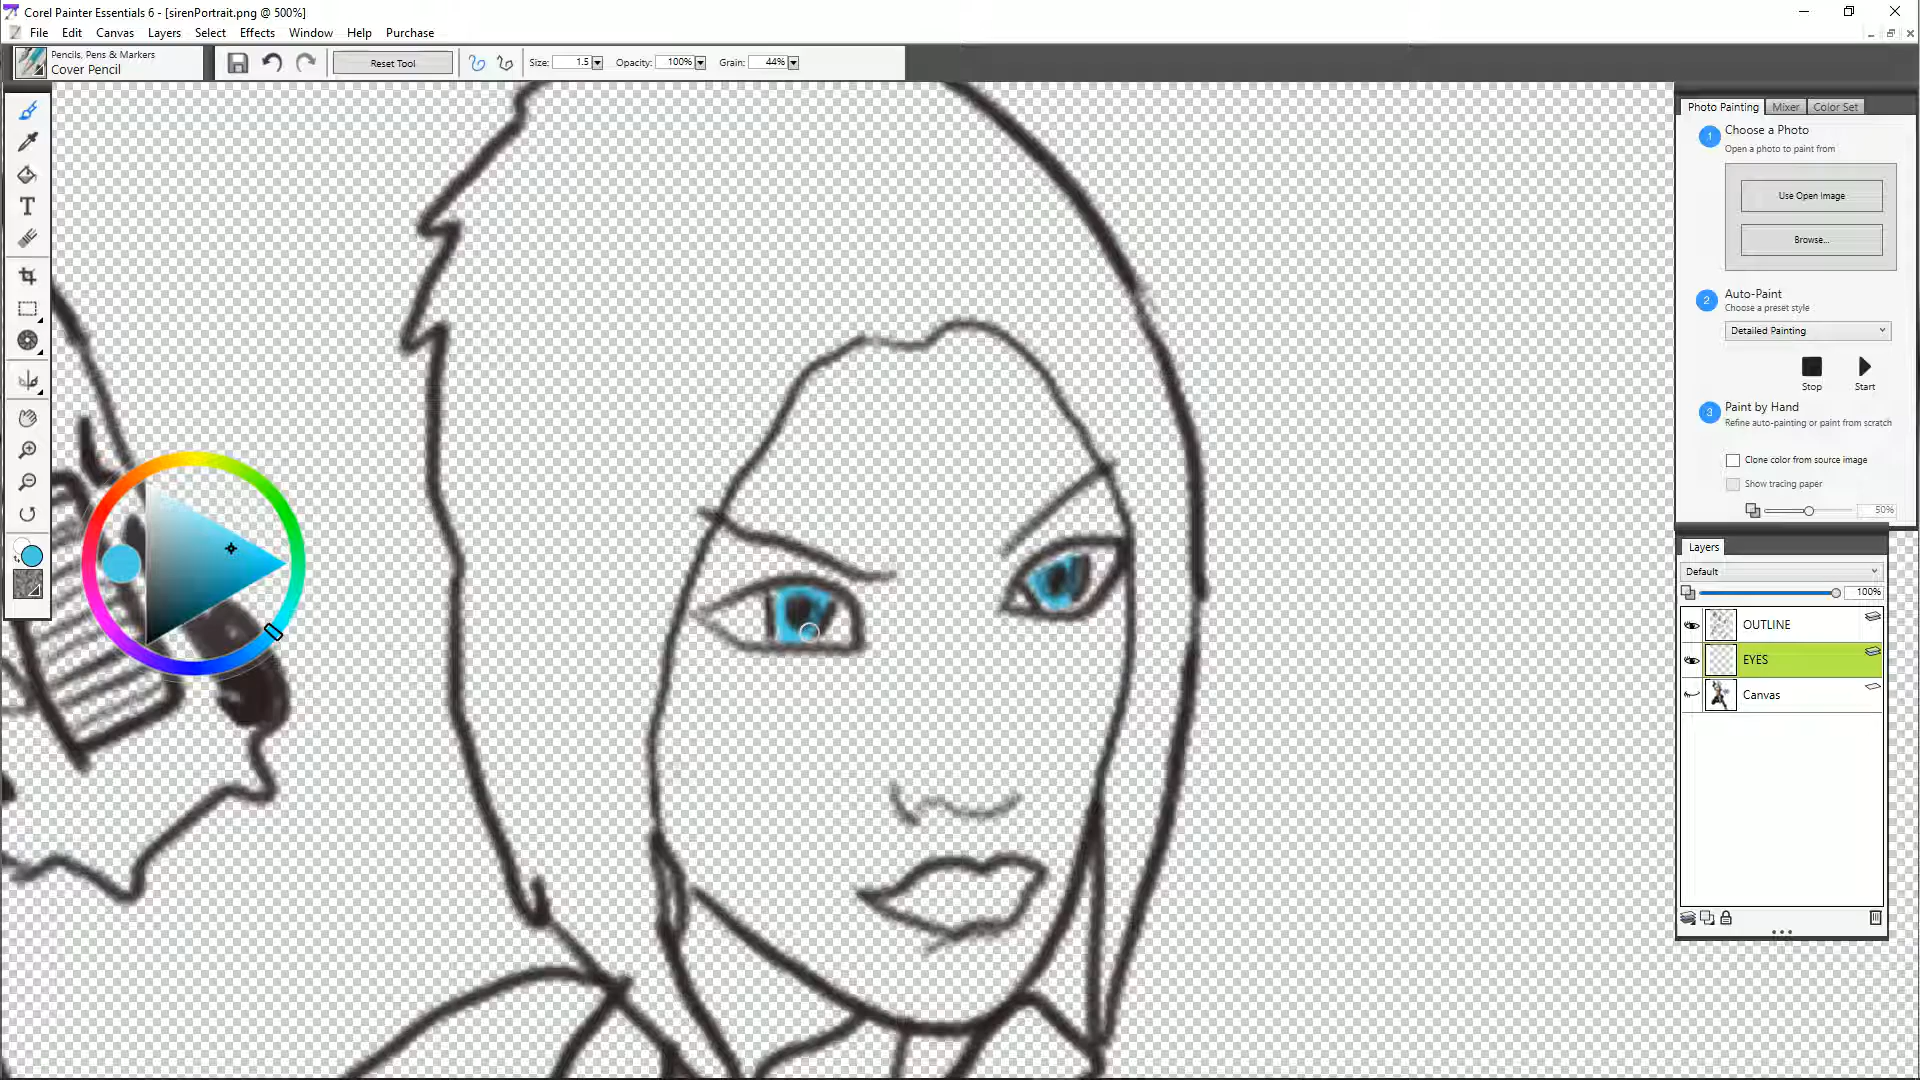 Corel Painter Essentials 6 - [sirenPortrait.png @ 500%]
File Edit Canvas Layers Select Effects Window Help Purchase
Pencils, Pens & Markers
Cover Pencil
Reset Tool
Size: 1.5 Opacity: 100% Grain: 44%
Photo Painting Mixer Color Set
1 Choose a Photo
Open a photo to paint from
Use Open Image
Browse...
2 Auto-Paint
Choose a preset style
Detailed Painting
Stop Start
3 Paint by Hand
Refine auto-painting or paint from scratch
Clone color from source image
Show tracing paper
50%
Layers
Default
100%
OUTLINE
EYES
Canvas